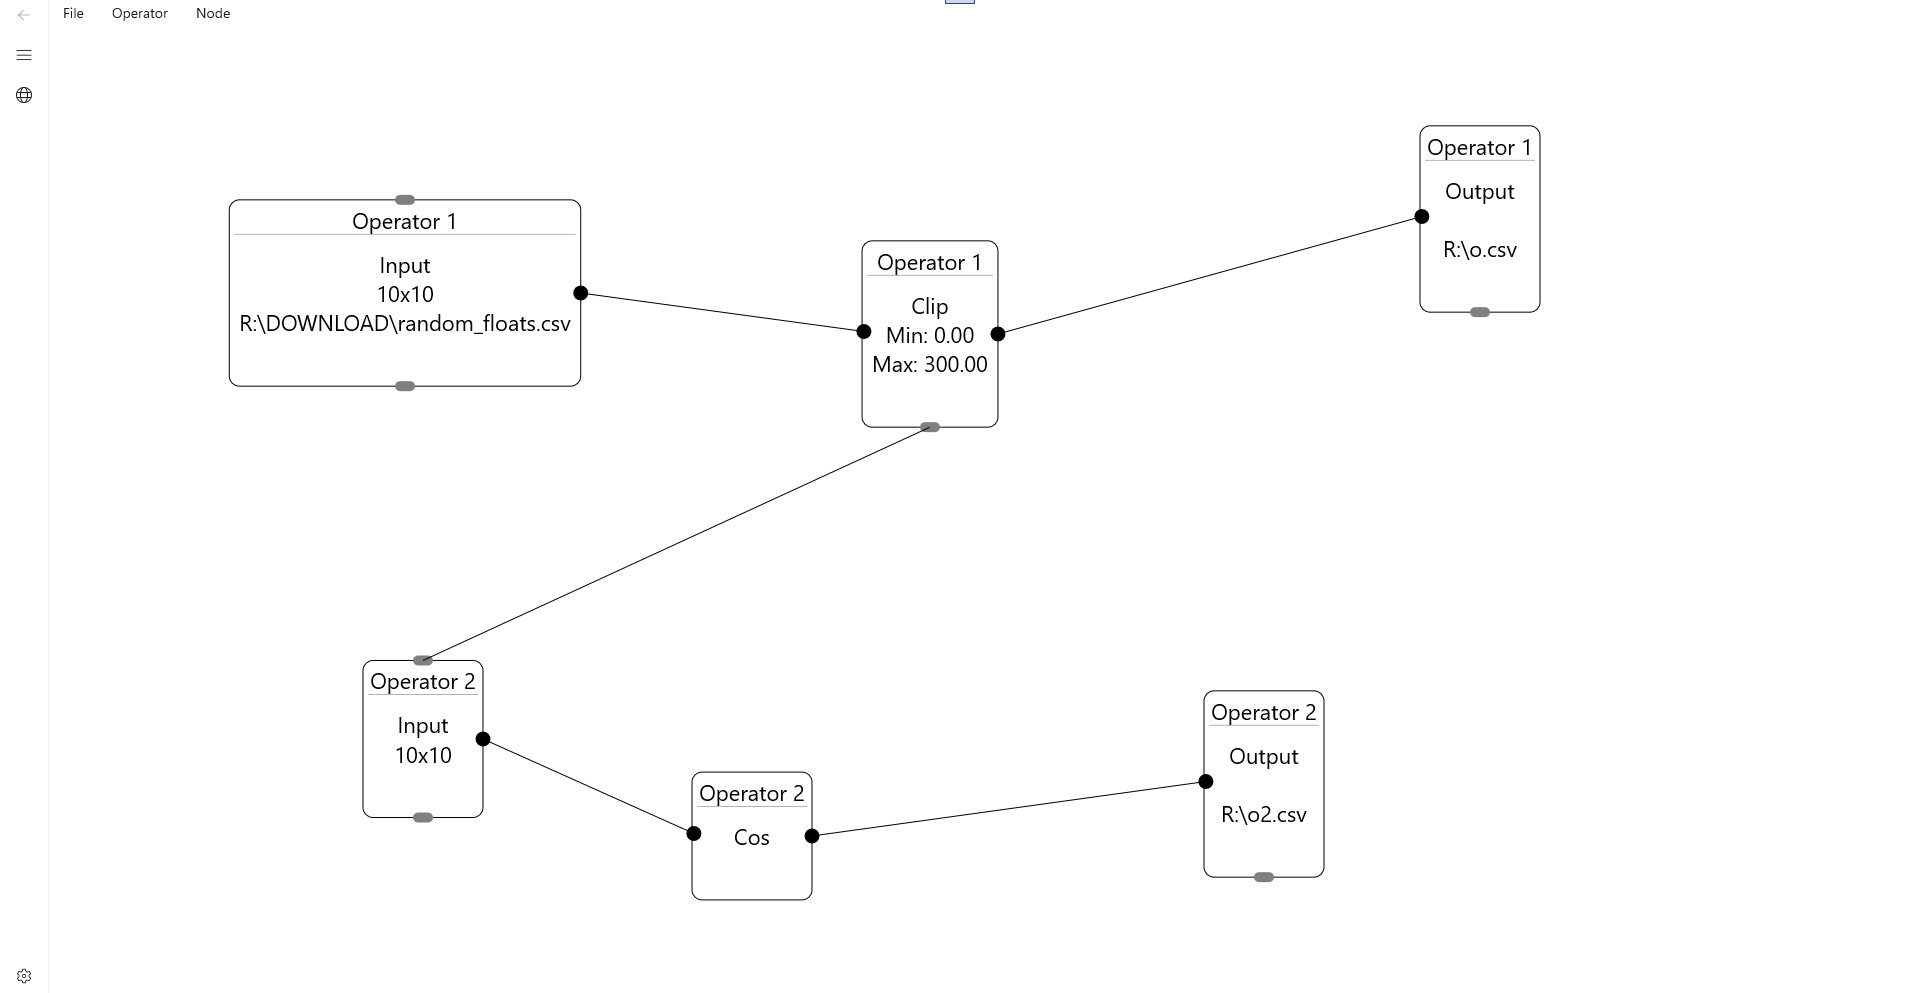 File
Operator
Node
Operator 1
Input
10x10
R:\DOWNLOAD\random_floats.csv
Operator 1
Clip
Min: 0.00
Max: 300.00
Operator 1
Output
R:\o.csv
Operator 2
Input
10x10
Operator 2
Cos
Operator 2
Output
R:\o2.csv